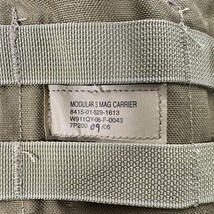 MODULAR 3 MAG CARRIER
8415-01-529-1613
W911QY-06-F-0043
7P200 09/06